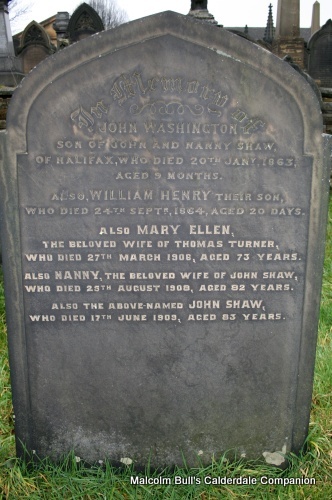 In Memory of
JOHN WASHINGTON,
SON OF JOHN AND NANNY SHAW,
OF HALIFAX, WHO DIED 20TH JANY, 1863,
AGED 9 MONTHS.
ALSO, WILLIAM HENRY THEIR SON,
WHO DIED 24TH SEPTR, 1864, AGED 20 DAYS.
ALSO MARY ELLEN,
THE BELOVED WIFE OF THOMAS TURNER,
WHO DIED 27TH MARCH 1906, AGED 73 YEARS.
ALSO NANNY, THE BELOVED WIFE OF JOHN SHAW,
WHO DIED 29TH AUGUST 1908, AGED 82 YEARS.
ALSO THE ABOVE-NAMED JOHN SHAW,
WHO DIED 17TH JUNE 1909, AGED 83 YEARS.
Malcolm Bull's Calderdale Companion